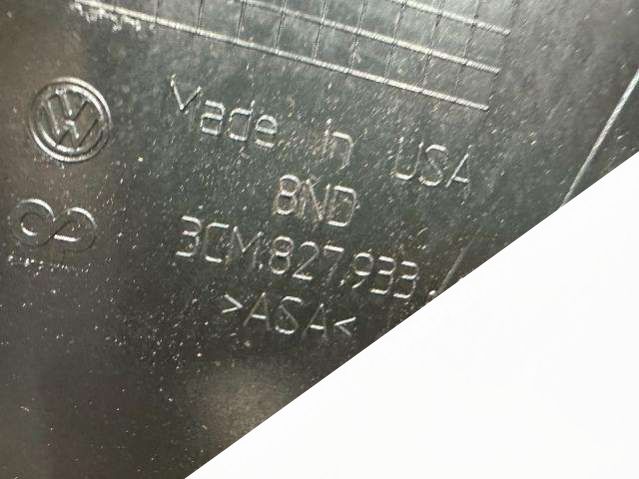 Made in USA
8ND
3CM.827.933
>ASA<